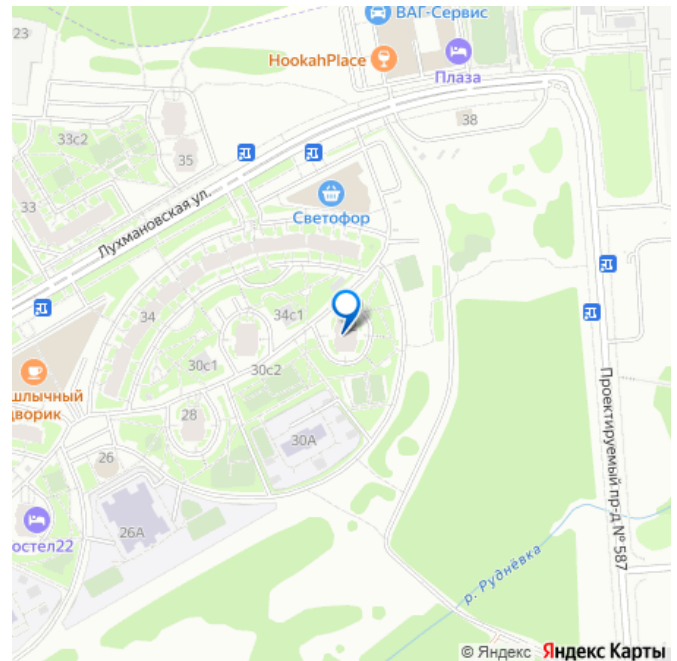 ВАГ-Сервис
23
HookahPlace
Плаза
38
33с2
35
33
Лухмановская ул.
Светофор
34
34с1
30с1
30с2
шлычный
дворик
28
30А
26
26А
остел22
Проектируемый пр-д № 587
р. Руднёвка
© Яндекс Яндекс Карты